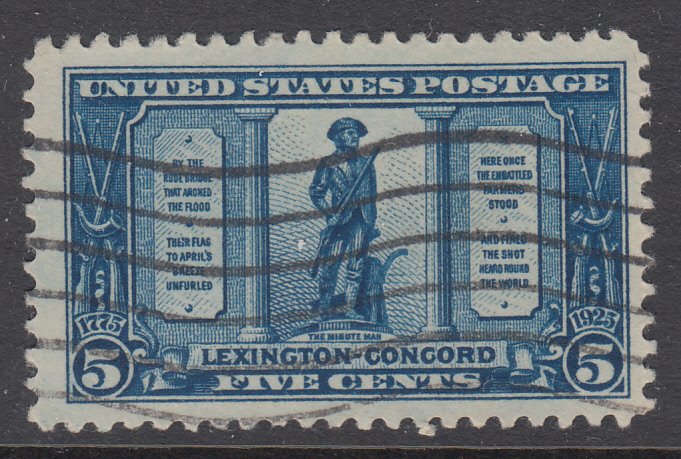 UNITED STATES POSTAGE
BY THE
RUDE BRIDGE
THAT ARCHED
THE FLOOD
THEIR FLAG
TO APRIL'S
BREEZE
UNFURLED
HERE ONCE
THE EMBATTLED
FARMERS
STOOD
AND FIRED
THE SHOT
HEARD ROUND
THE WORLD
THE MINUTE MAN
1775
1925
LEXINGTON-CONCORD
5
FIVE CENTS
5